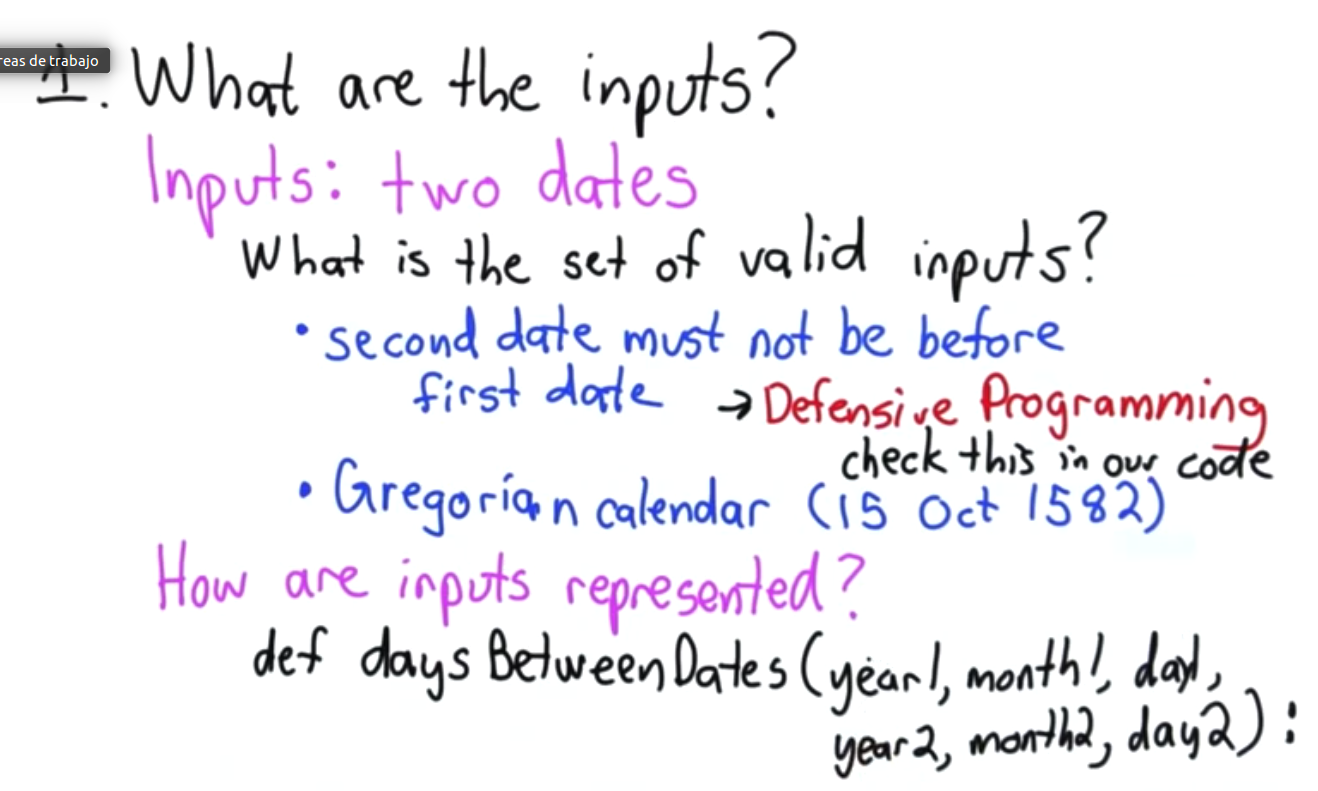 reas de trabajo
1. What are the inputs?
Inputs: two dates
What is the set of valid inputs?
• second date must not be before
first date → Defensive Programming
check this in our code
• Gregorian calendar (15 Oct 1582)
How are inputs represented?
def daysBetweenDates(year1, month1, day1,
year2, month2, day2):